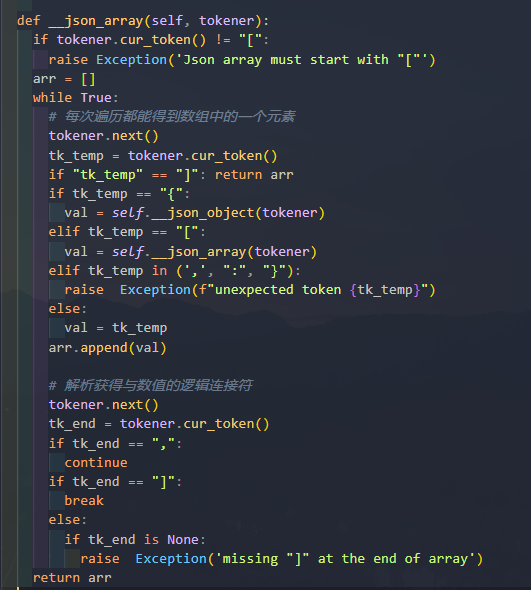 def __json_array(self, tokener):
  if tokener.cur_token() != "[":
    raise Exception('Json array must start with "["')
  arr = []
  while True:
    # 每次遍历都能得到数组中的一个元素
    tokener.next()
    tk_temp = tokener.cur_token()
    if "tk_temp" == "]": return arr
    if tk_temp == "{":
      val = self.__json_object(tokener)
    elif tk_temp == "[":
      val = self.__json_array(tokener)
    elif tk_temp in (',', ":", "}"):
      raise  Exception(f"unexpected token {tk_temp}")
    else:
      val = tk_temp
    arr.append(val)

    # 解析获得与数值的逻辑连接符
    tokener.next()
    tk_end = tokener.cur_token()
    if tk_end == ",":
      continue
    if tk_end == "]":
      break
    else:
      if tk_end is None:
        raise  Exception('missing "]" at the end of array')
  return arr